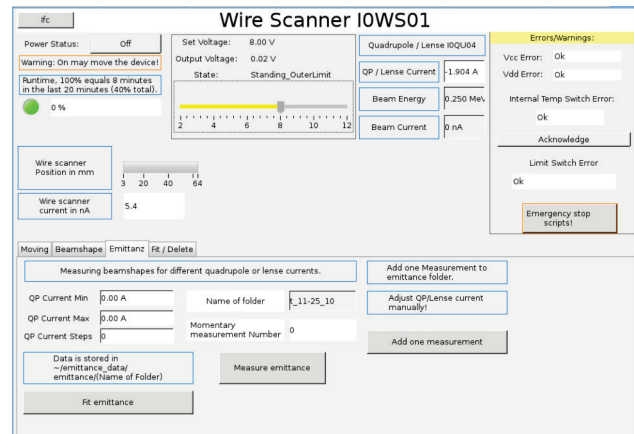 Ifc
Wire Scanner I0WS01
Power Status: Off
Warning: On may move the device!
Runtime, 100% equals 8 minutes
in the last 20 minutes (40% total).
0 %
Set Voltage: 8.00 V
Output Voltage: 0.02 V
State: Standing_OuterLimit
2 4 6 8 10 12
Quadrupole / Lense I0QU04
QP / Lense Current -1.904 A
Beam Energy 0.250 MeV
Beam Current 0 nA
Errors/Warnings:
Vcc Error: Ok
Vdd Error: Ok
Internal Temp Switch Error:
Ok
Acknowledge
Limit Switch Error
Ok
Emergency stop
scripts!
Wire scanner
Position in mm
3 20 40 64
Wire scanner
current in nA
5.4
Moving Beamshape Emittanz Fit / Delete
Measuring beamshapes for different quadrupole or lense currents.
QP Current Min 0.00 A
QP Current Max 0.00 A
QP Current Steps 0
Name of folder t_11-25_10
Momentary
measurement Number 0
Add one Measurement to
emittance folder.
Adjust QP/Lense current
manually!
Add one measurement
Data is stored in
~/emittance_data/
emittance/(Name of Folder)
Measure emittance
Fit emittance